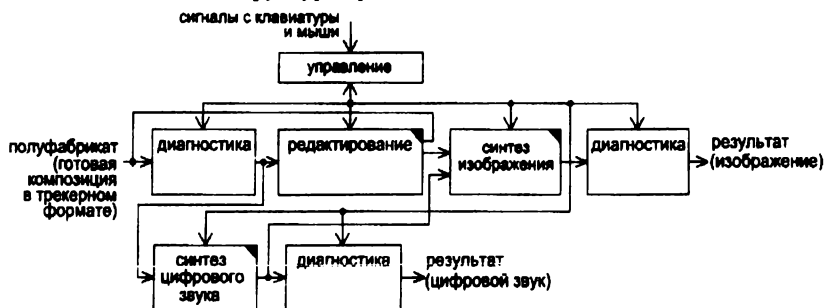 сигналы с клавиатуры
и мыши
управление
полуфабрикат
(готовая
композиция
в трекерном
формате)
диагностика
редактирование
синтез
изображения
диагностика
результат
(изображение)
синтез
цифрового
звука
диагностика
результат
(цифровой звук)